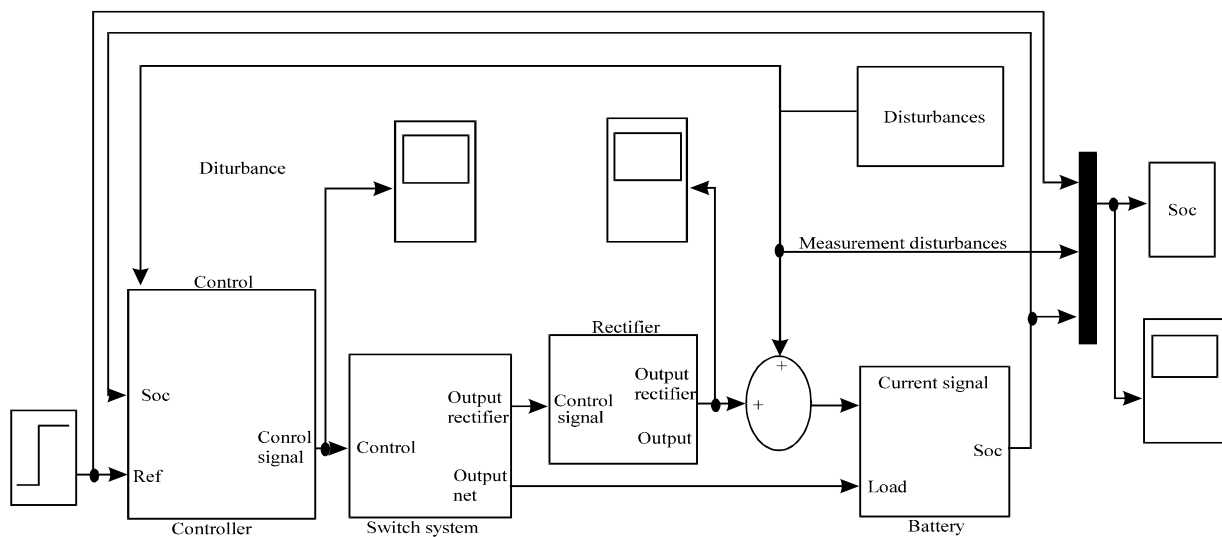 Disturbances
Diturbance
Soc
Measurement disturbances
Control
Rectifier
Soc
Conrol
signal
Ref
Controller
Control
Output
rectifier
Output
net
Switch system
Control
signal
Output
rectifier
Output
+
+
Current signal
Soc
Load
Battery